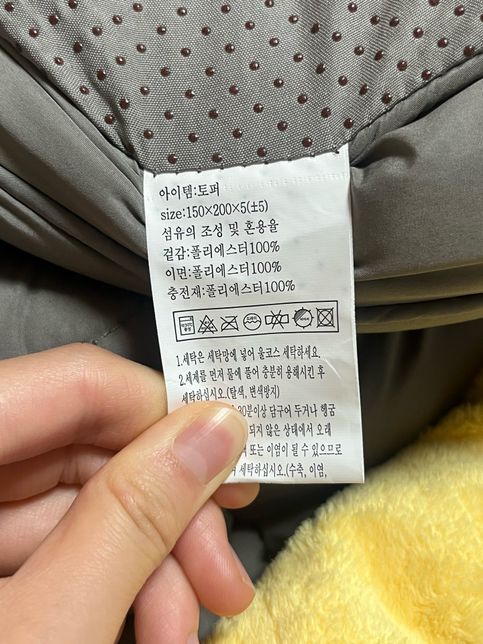 아이템:토퍼
size:150×200×5(±5)
섬유의 조성 및 혼용율
겉감:폴리에스터100%
이면:폴리에스터100%
충전재:폴리에스터100%
1.세탁은 세탁망에 넣어 울코스 세탁하세요.
2.세제를 먼저 물에 풀어 충분히 용해시킨 후
세탁하십시오.(탈색, 변색방지)
30분이상 담구어 두거나 헹굼
되지 않은 상태에서 오래
또는 이염이 될 수 있으므로
세탁하십시오.(수축, 이염,